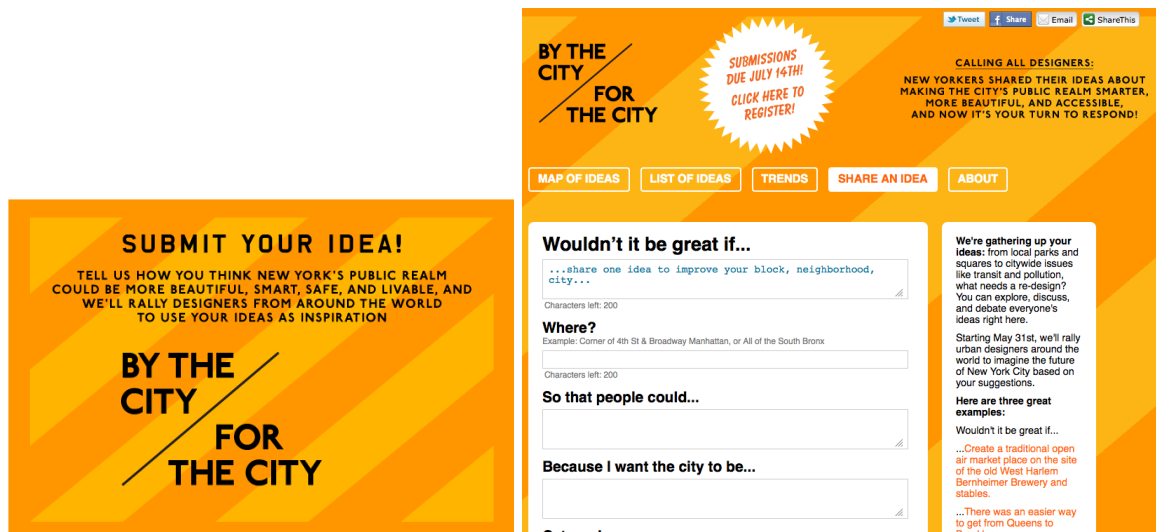 SUBMIT YOUR IDEA!
TELL US HOW YOU THINK NEW YORK'S PUBLIC REALM
COULD BE MORE BEAUTIFUL, SMART, SAFE, AND LIVABLE, AND
WE'LL RALLY DESIGNERS FROM AROUND THE WORLD
TO USE YOUR IDEAS AS INSPIRATION
BY THE
CITY
FOR
THE CITY
Tweet
Share
Email
ShareThis
BY THE
CITY
FOR
THE CITY
SUBMISSIONS
DUE JULY 14TH!
CLICK HERE TO
REGISTER!
CALLING ALL DESIGNERS:
NEW YORKERS SHARED THEIR IDEAS ABOUT
MAKING THE CITY'S PUBLIC REALM SMARTER,
MORE BEAUTIFUL, AND ACCESSIBLE,
AND NOW IT'S YOUR TURN TO RESPOND!
MAP OF IDEAS
LIST OF IDEAS
TRENDS
SHARE AN IDEA
ABOUT
Wouldn't it be great if...
...share one idea to improve your block, neighborhood,
city...
Characters left: 200
Where?
Example: Corner of 4th St & Broadway Manhattan, or All of the South Bronx
Characters left: 200
So that people could...
Because I want the city to be...
We're gathering up your
ideas: from local parks and
squares to citywide issues
like transit and pollution,
what needs a re-design?
You can explore, discuss,
and debate everyone's
ideas right here.
Starting May 31st, we'll rally
urban designers around the
world to imagine the future
of New York City based on
your suggestions.
Here are three great
examples:
Wouldn't it be great if...
...Create a traditional open
air market place on the site
of the old West Harlem
Bernheimer Brewery and
stables.
...There was an easier way
to get from Queens to